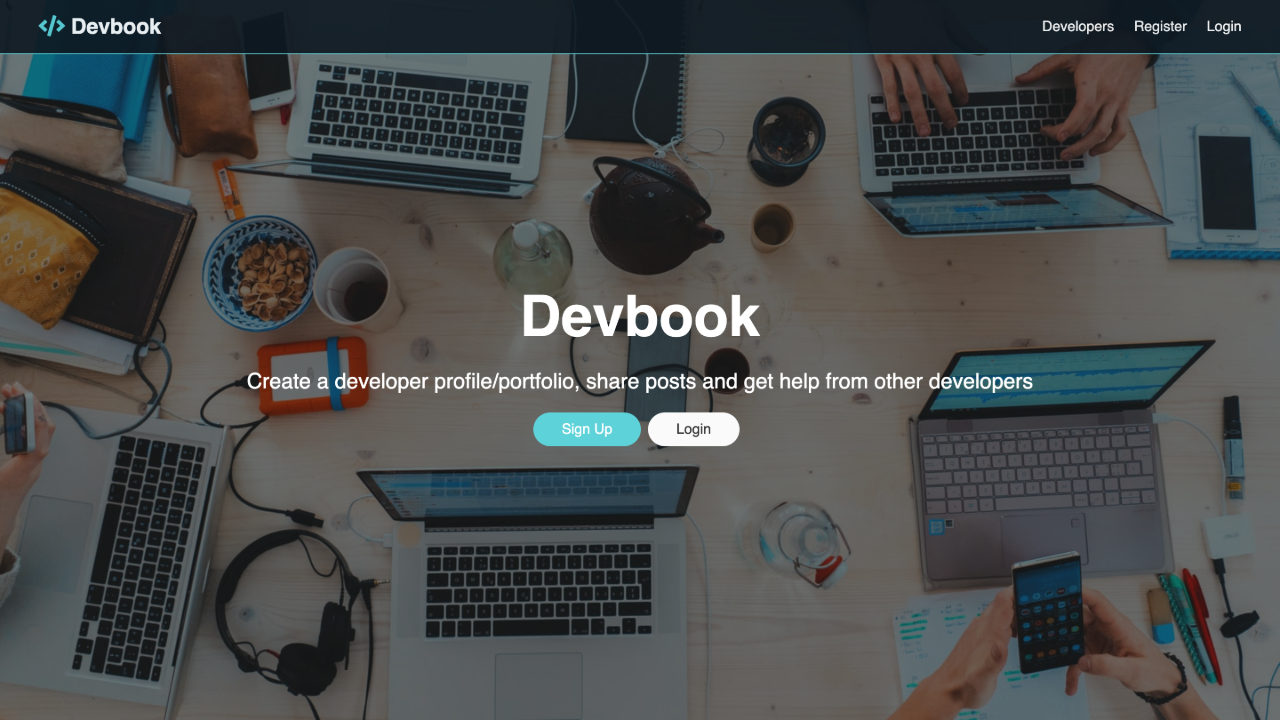 </> Devbook
Developers Register Login
Devbook
Create a developer profile/portfolio, share posts and get help from other developers
Sign Up Login